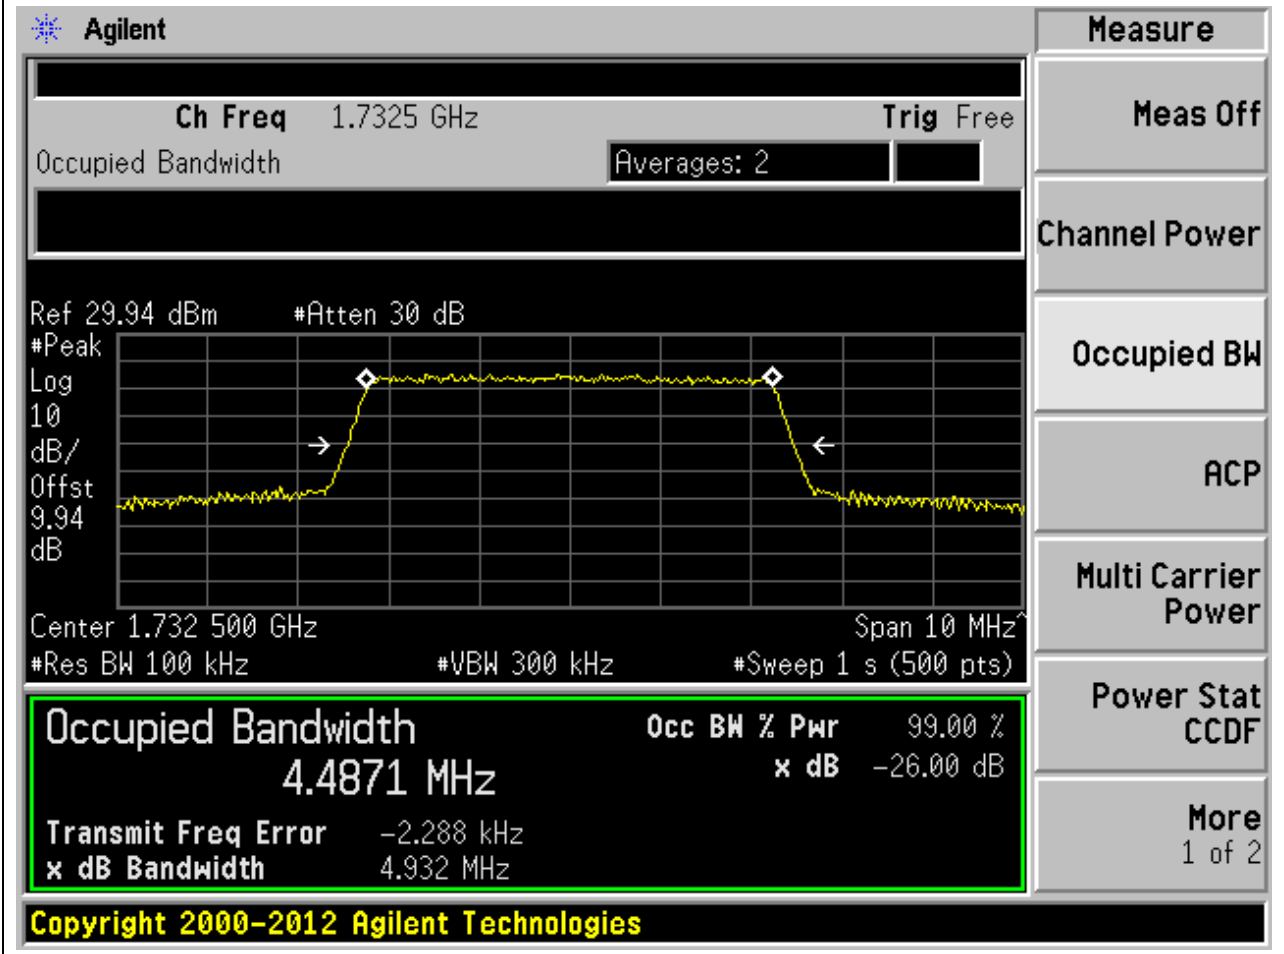 Agilent
Measure
Ch Freq 1.7325 GHz Trig Free
Occupied Bandwidth Averages: 2
Meas Off
Channel Power
Occupied BW
ACP
Multi Carrier
Power
Power Stat
CCDF
More
1 of 2
Ref 29.94 dBm #Atten 30 dB
#Peak
Log
10
dB/
Offst
9.94
dB
Center 1.732 500 GHz Span 10 MHz^
#Res BW 100 kHz #VBW 300 kHz #Sweep 1 s (500 pts)
Occupied Bandwidth Occ BW % Pwr 99.00 %
4.4871 MHz x dB -26.00 dB
Transmit Freq Error -2.288 kHz
x dB Bandwidth 4.932 MHz
Copyright 2000-2012 Agilent Technologies